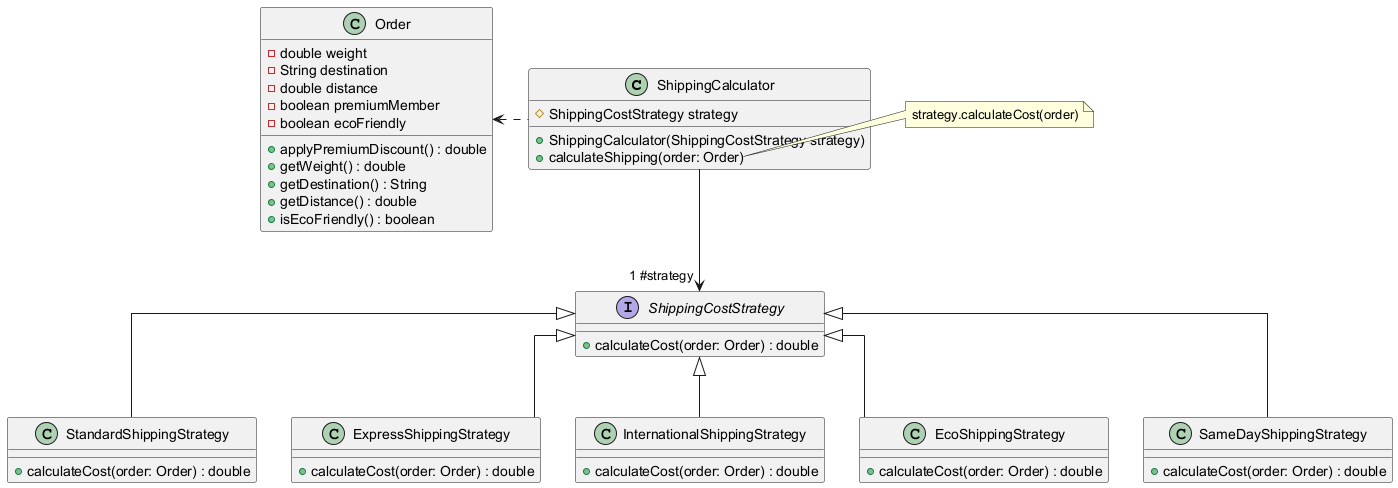 C Order
double weight
String destination
double distance
boolean premiumMember
boolean ecoFriendly
applyPremiumDiscount() : double
getWeight() : double
getDestination() : String
getDistance() : double
isEcoFriendly() : boolean
C ShippingCalculator
ShippingCostStrategy strategy
ShippingCalculator(ShippingCostStrategy strategy)
calculateShipping(order: Order)
strategy.calculateCost(order)
1 #strategy
I ShippingCostStrategy
calculateCost(order: Order) : double
C StandardShippingStrategy
calculateCost(order: Order) : double
C ExpressShippingStrategy
calculateCost(order: Order) : double
C InternationalShippingStrategy
calculateCost(order: Order) : double
C EcoShippingStrategy
calculateCost(order: Order) : double
C SameDayShippingStrategy
calculateCost(order: Order) : double